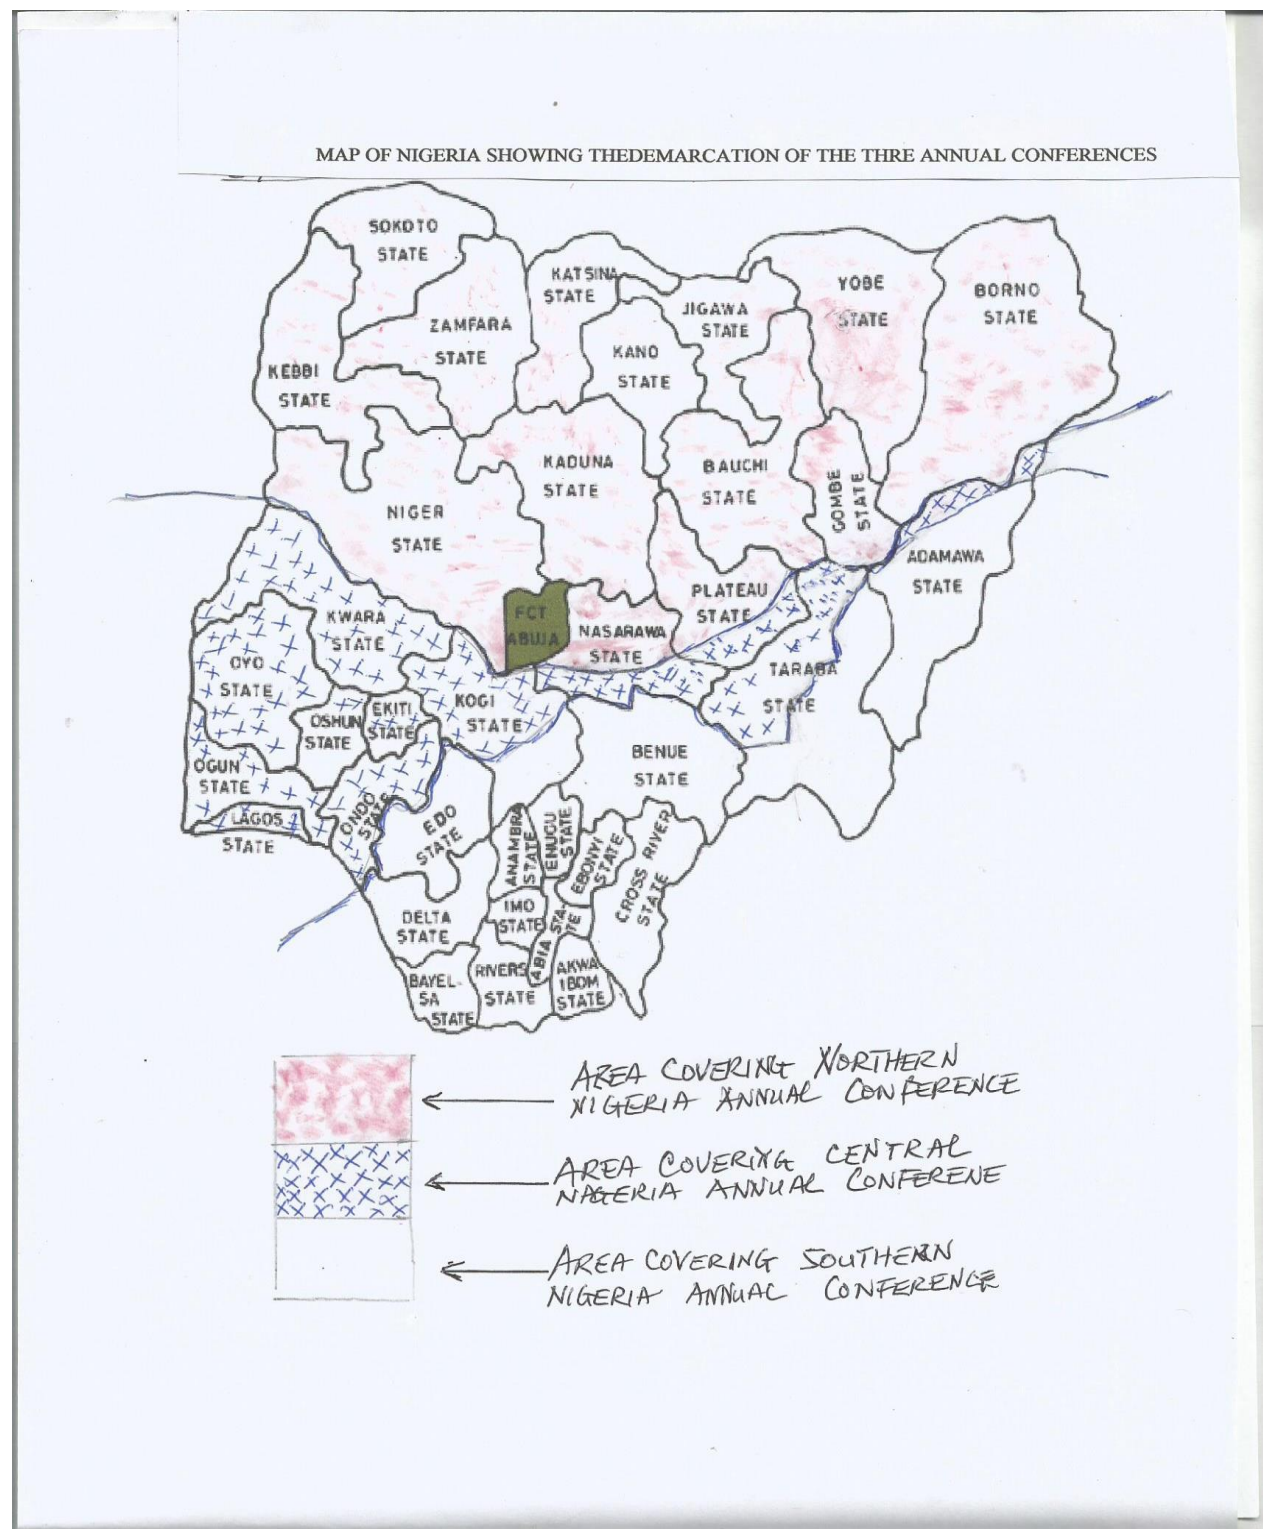 MAP OF NIGERIA SHOWING THEDEMARCATION OF THE THRE ANNUAL CONFERENCES
SOKOTO
STATE
KATSINA
STATE
YOBE
STATE
BORNO
STATE
JIGAWA
STATE
ZAMFARA
STATE
KANO
STATE
KEBBI
STATE
KADUNA
STATE
BAUCHI
STATE
GOMBE
STATE
NIGER
STATE
ADAMAWA
STATE
PLATEAU
STATE
FCT
ABUJA
NASARAWA
STATE
KWARA
STATE
OYO
STATE
TARABA
STATE
KOGI
STATE
EKITI
STATE
OSHUN
STATE
BENUE
STATE
OGUN
STATE
LAGOS
STATE
ONDO
STATE
EDO
STATE
ANAMBRA
STATE
ENUGU
STATE
EBONYI
STATE
CROSS RIVER
STATE
DELTA
STATE
IMO
STATE
ABIA STA-
TE
BAYEL-
SA
STATE
RIVERS
STATE
AKWA
IBOM
STATE
AREA COVERING NORTHERN
NIGERIA ANNUAL CONFERENCE
AREA COVERING CENTRAL
NAGERIA ANNUAL CONFERENE
AREA COVERING SOUTHERN
NIGERIA ANNUAL CONFERENCE